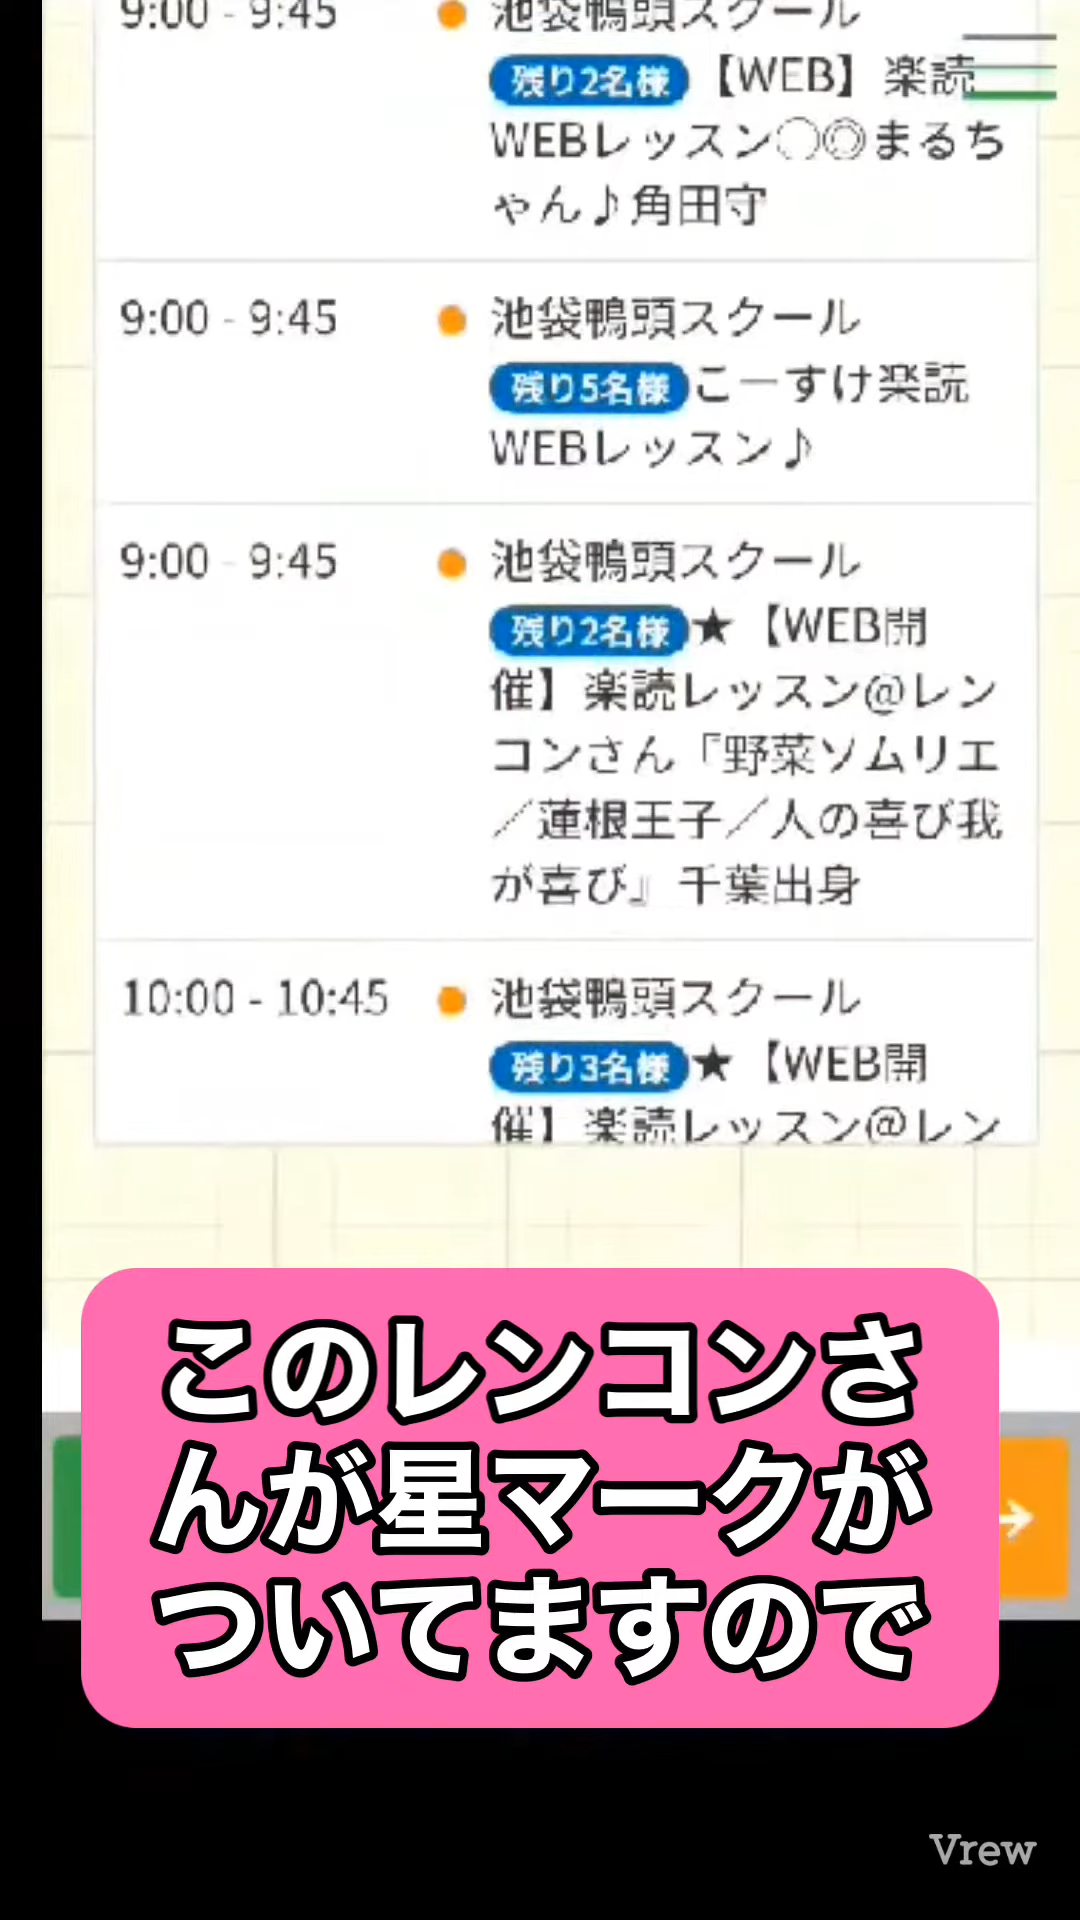 9:00 - 9:45 池袋鴨頭スクール
残り2名様 【WEB】楽読
WEBレッスン◯◎まるち
ゃん♪角田守
9:00 - 9:45 池袋鴨頭スクール
残り5名様 こーすけ楽読
WEBレッスン♪
9:00 - 9:45 池袋鴨頭スクール
残り2名様 ★【WEB開
催】楽読レッスン@レン
コンさん「野菜ソムリエ
／蓮根王子／人の喜び我
が喜び』千葉出身
10:00 - 10:45 池袋鴨頭スクール
残り3名様 ★【WEB開
催】楽読レッスン@レン
このレンコンさ
んが星マークが
ついてますので
Vrew